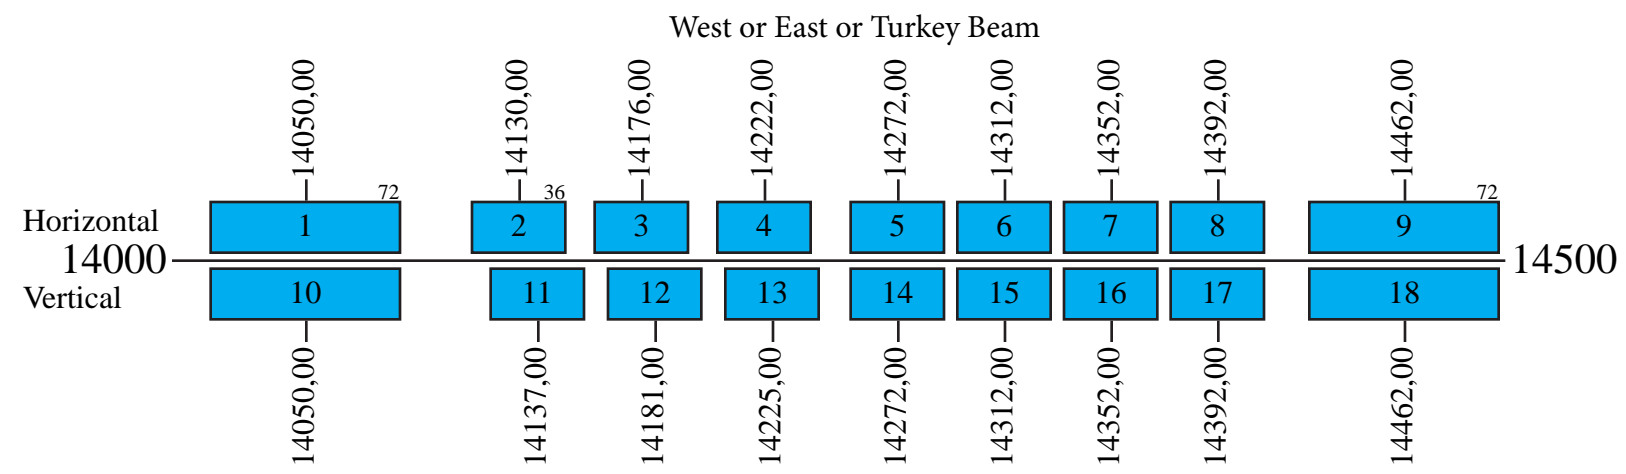 West or East or Turkey Beam
14050,00 14130,00 14176,00 14222,00 14272,00 14312,00 14352,00 14392,00 14462,00
72 36 72
Horizontal 1 2 3 4 5 6 7 8 9
14000 14500
Vertical 10 11 12 13 14 15 16 17 18
14050,00 14137,00 14181,00 14225,00 14272,00 14312,00 14352,00 14392,00 14462,00